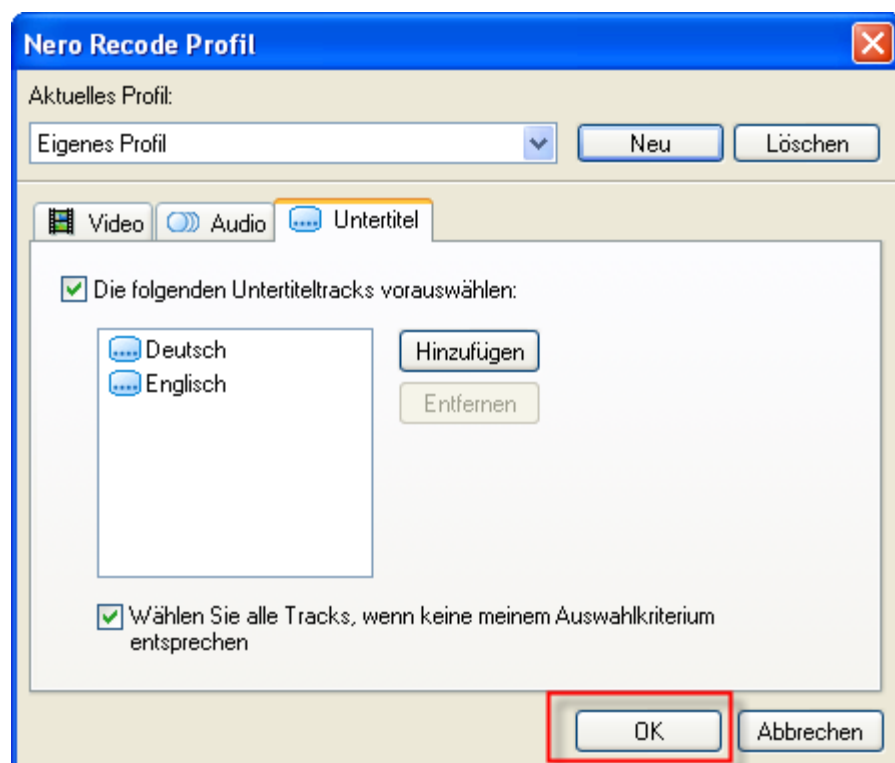 Nero Recode Profil
Aktuelles Profil:
Eigenes Profil
Neu
Löschen
Video
Audio
Untertitel
Die folgenden Untertiteltracks vorauswählen:
Deutsch
Englisch
Hinzufügen
Entfernen
Wählen Sie alle Tracks, wenn keine meinem Auswahlkriterium
entsprechen
OK
Abbrechen